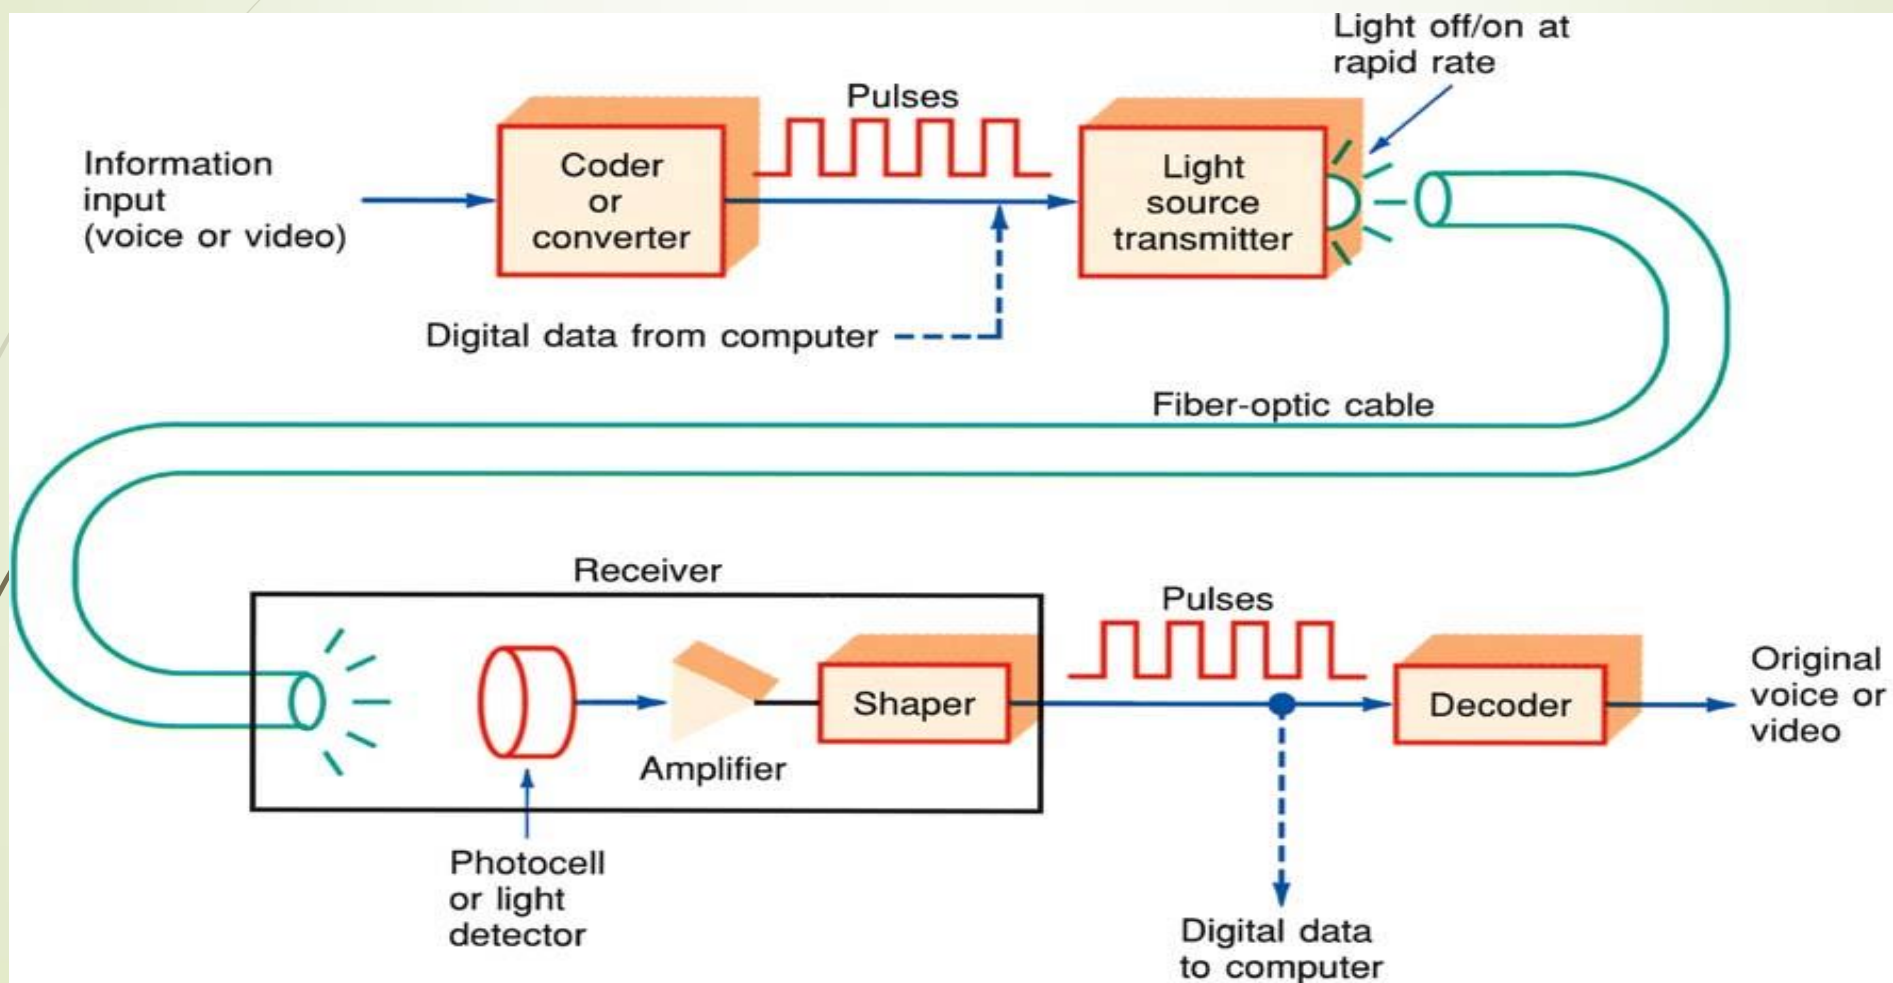 Light off/on at
rapid rate
Pulses
Information
input
(voice or video)
Coder
or
converter
Light
source
transmitter
Digital data from computer
Fiber-optic cable
Receiver
Pulses
Shaper
Decoder
Original
voice or
video
Amplifier
Photocell
or light
detector
Digital data
to computer